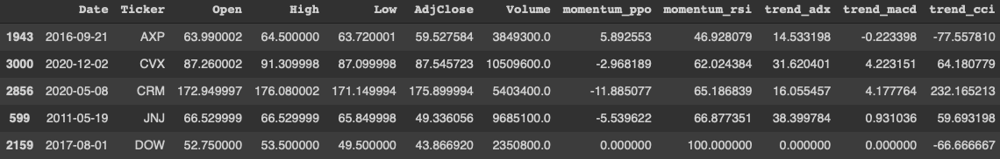 Date Ticker Open High Low AdjClose Volume momentum_ppo momentum_rsi trend_adx trend_macd trend_cci
1943 2016-09-21 AXP 63.990002 64.500000 63.720001 59.527584 3849300.0 5.892553 46.928079 14.533198 -0.223398 -77.557810
3000 2020-12-02 CVX 87.260002 91.309998 87.099998 87.545723 10509600.0 -2.968189 62.024384 31.620401 4.223151 64.180779
2856 2020-05-08 CRM 172.949997 176.080002 171.149994 175.899994 5403400.0 -11.885077 65.186839 16.055457 4.177764 232.165213
599 2011-05-19 JNJ 66.529999 66.529999 65.849998 49.336056 9685100.0 -5.539622 66.877351 38.399784 0.931036 59.693198
2159 2017-08-01 DOW 52.750000 53.500000 49.500000 43.866920 2350800.0 0.000000 100.000000 0.000000 0.000000 -66.666667